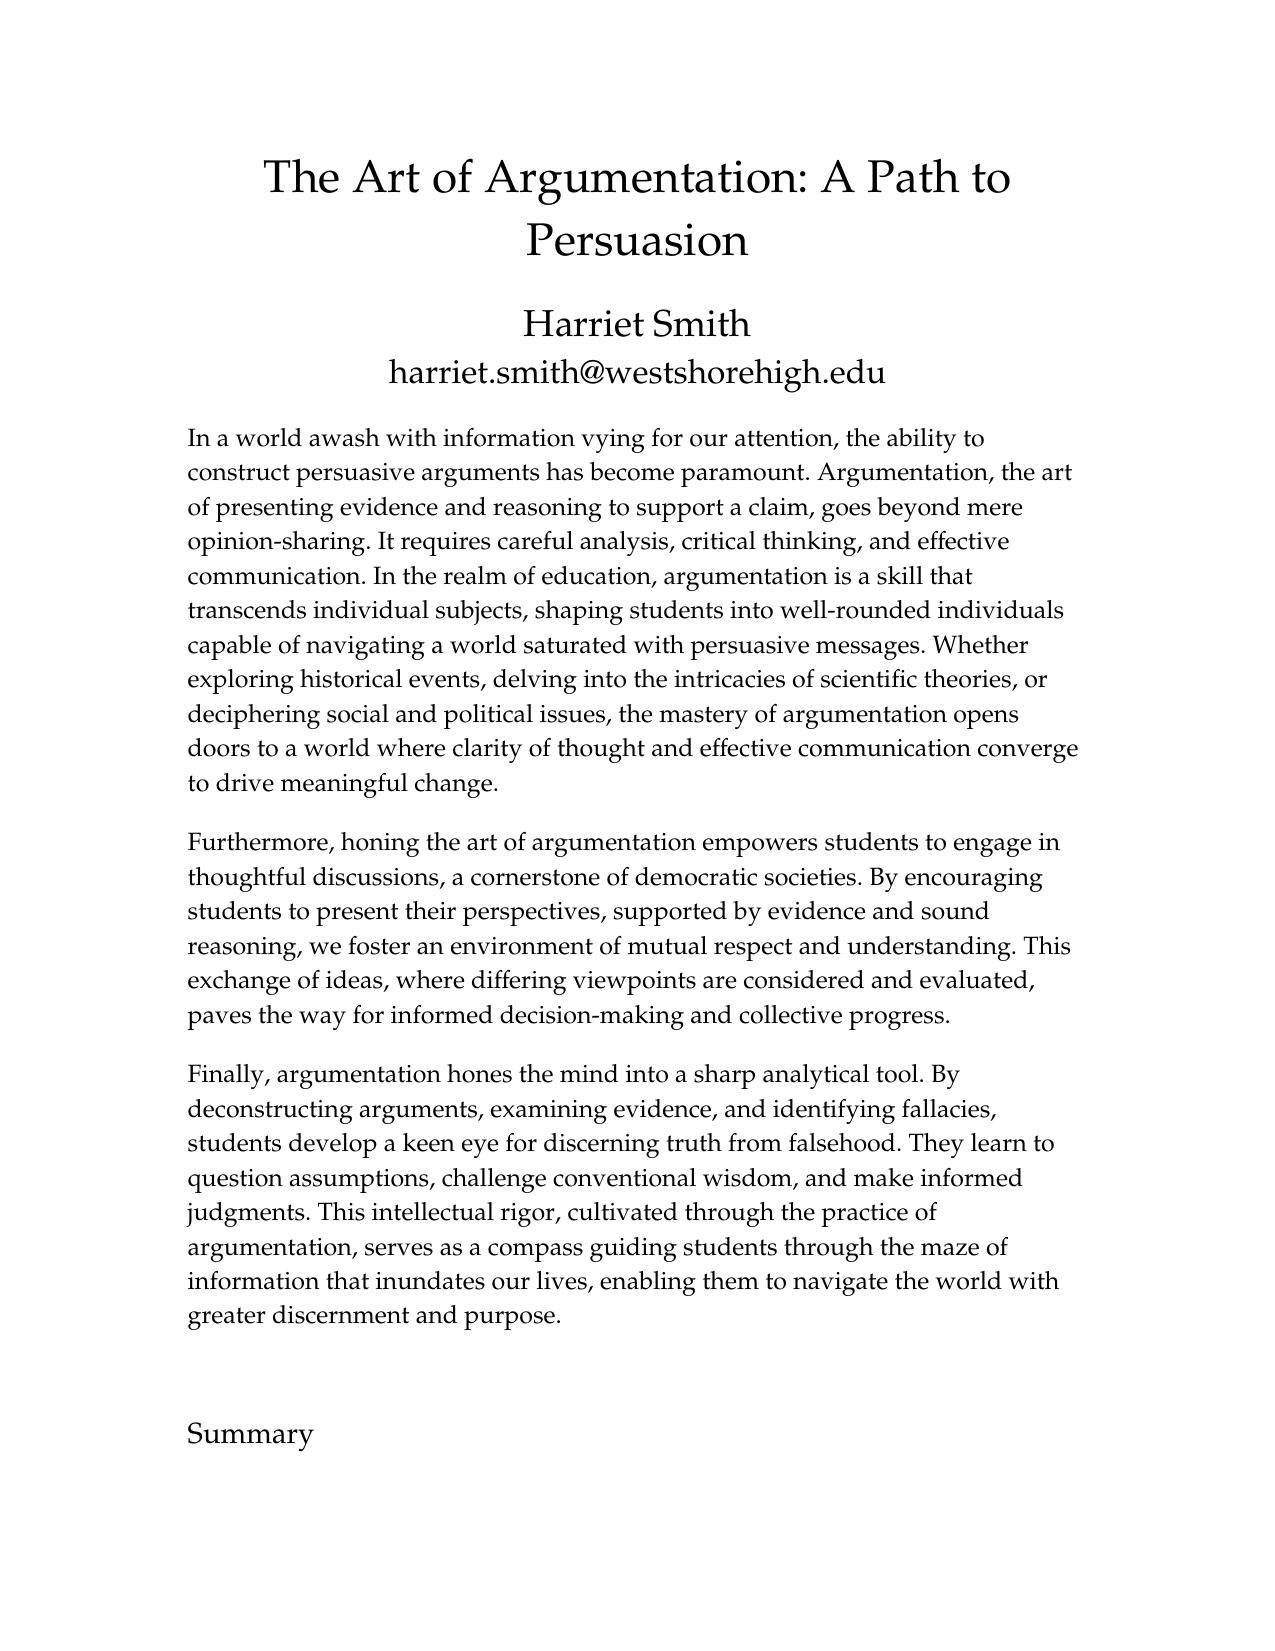 The Art of Argumentation: A Path to
Persuasion
Harriet Smith
harriet.smith@westshorehigh.edu
In a world awash with information vying for our attention, the ability to
construct persuasive arguments has become paramount. Argumentation, the art
of presenting evidence and reasoning to support a claim, goes beyond mere
opinion-sharing. It requires careful analysis, critical thinking, and effective
communication. In the realm of education, argumentation is a skill that
transcends individual subjects, shaping students into well-rounded individuals
capable of navigating a world saturated with persuasive messages. Whether
exploring historical events, delving into the intricacies of scientific theories, or
deciphering social and political issues, the mastery of argumentation opens
doors to a world where clarity of thought and effective communication converge
to drive meaningful change.
Furthermore, honing the art of argumentation empowers students to engage in
thoughtful discussions, a cornerstone of democratic societies. By encouraging
students to present their perspectives, supported by evidence and sound
reasoning, we foster an environment of mutual respect and understanding. This
exchange of ideas, where differing viewpoints are considered and evaluated,
paves the way for informed decision-making and collective progress.
Finally, argumentation hones the mind into a sharp analytical tool. By
deconstructing arguments, examining evidence, and identifying fallacies,
students develop a keen eye for discerning truth from falsehood. They learn to
question assumptions, challenge conventional wisdom, and make informed
judgments. This intellectual rigor, cultivated through the practice of
argumentation, serves as a compass guiding students through the maze of
information that inundates our lives, enabling them to navigate the world with
greater discernment and purpose.
Summary